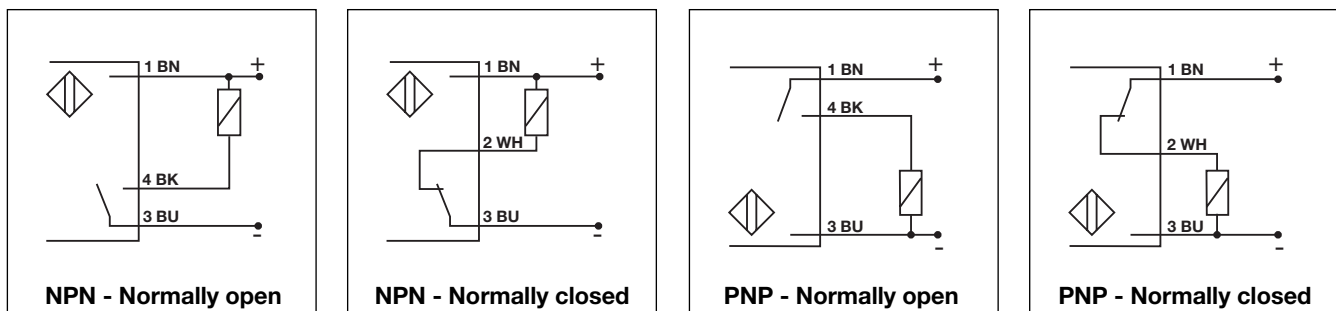 1 BN
+
4 BK
3 BU
-
NPN - Normally open
1 BN
+
2 WH
3 BU
-
NPN - Normally closed
1 BN
+
4 BK
3 BU
-
PNP - Normally open
1 BN
+
2 WH
3 BU
-
PNP - Normally closed